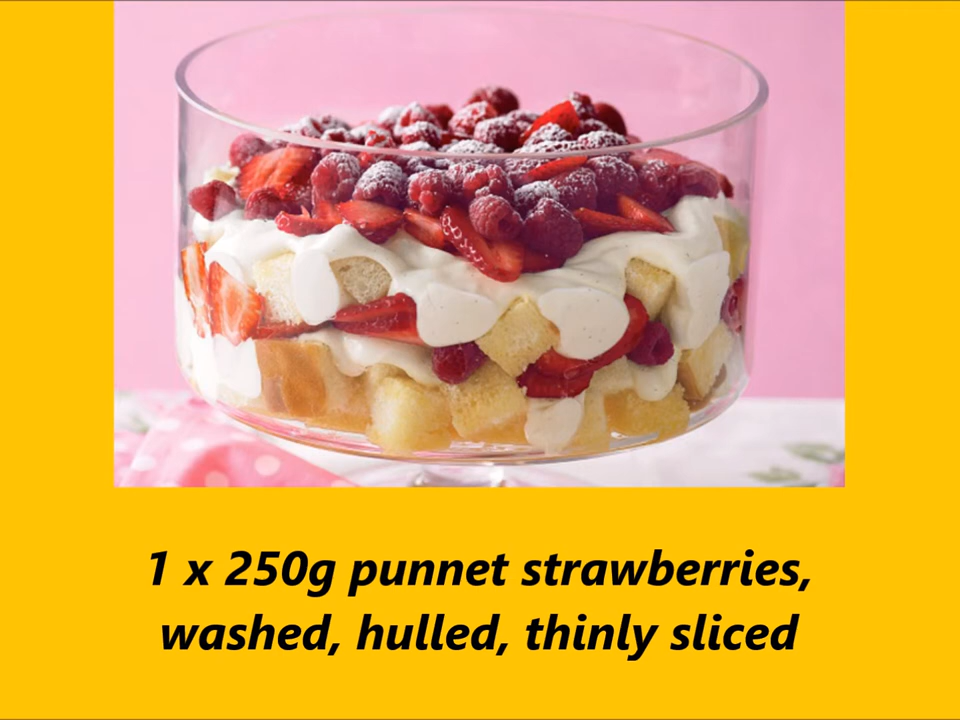 1 x 250g punnet strawberries,
washed, hulled, thinly sliced